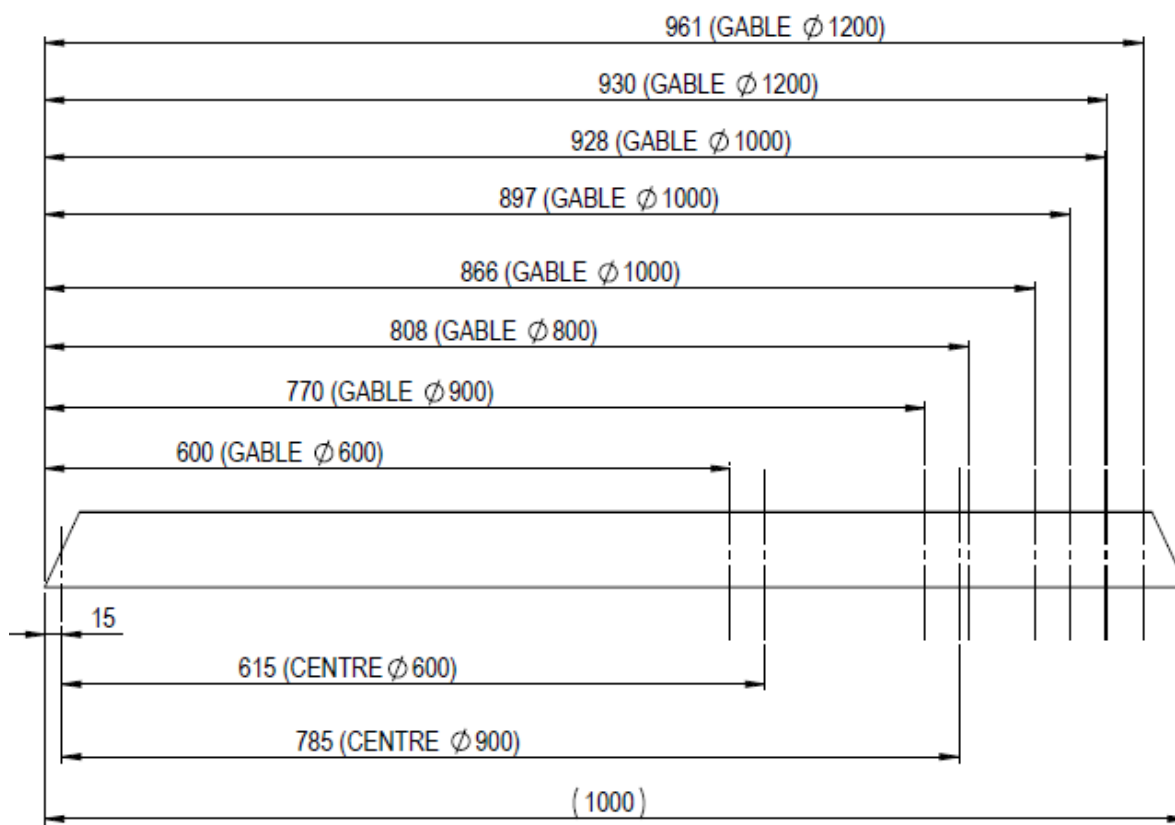 961 (GABLE ∅1200)
930 (GABLE ∅1200)
928 (GABLE ∅1000)
897 (GABLE ∅1000)
866 (GABLE ∅1000)
808 (GABLE ∅800)
770 (GABLE ∅900)
600 (GABLE ∅600)
15
615 (CENTRE ∅600)
785 (CENTRE ∅900)
(1000)